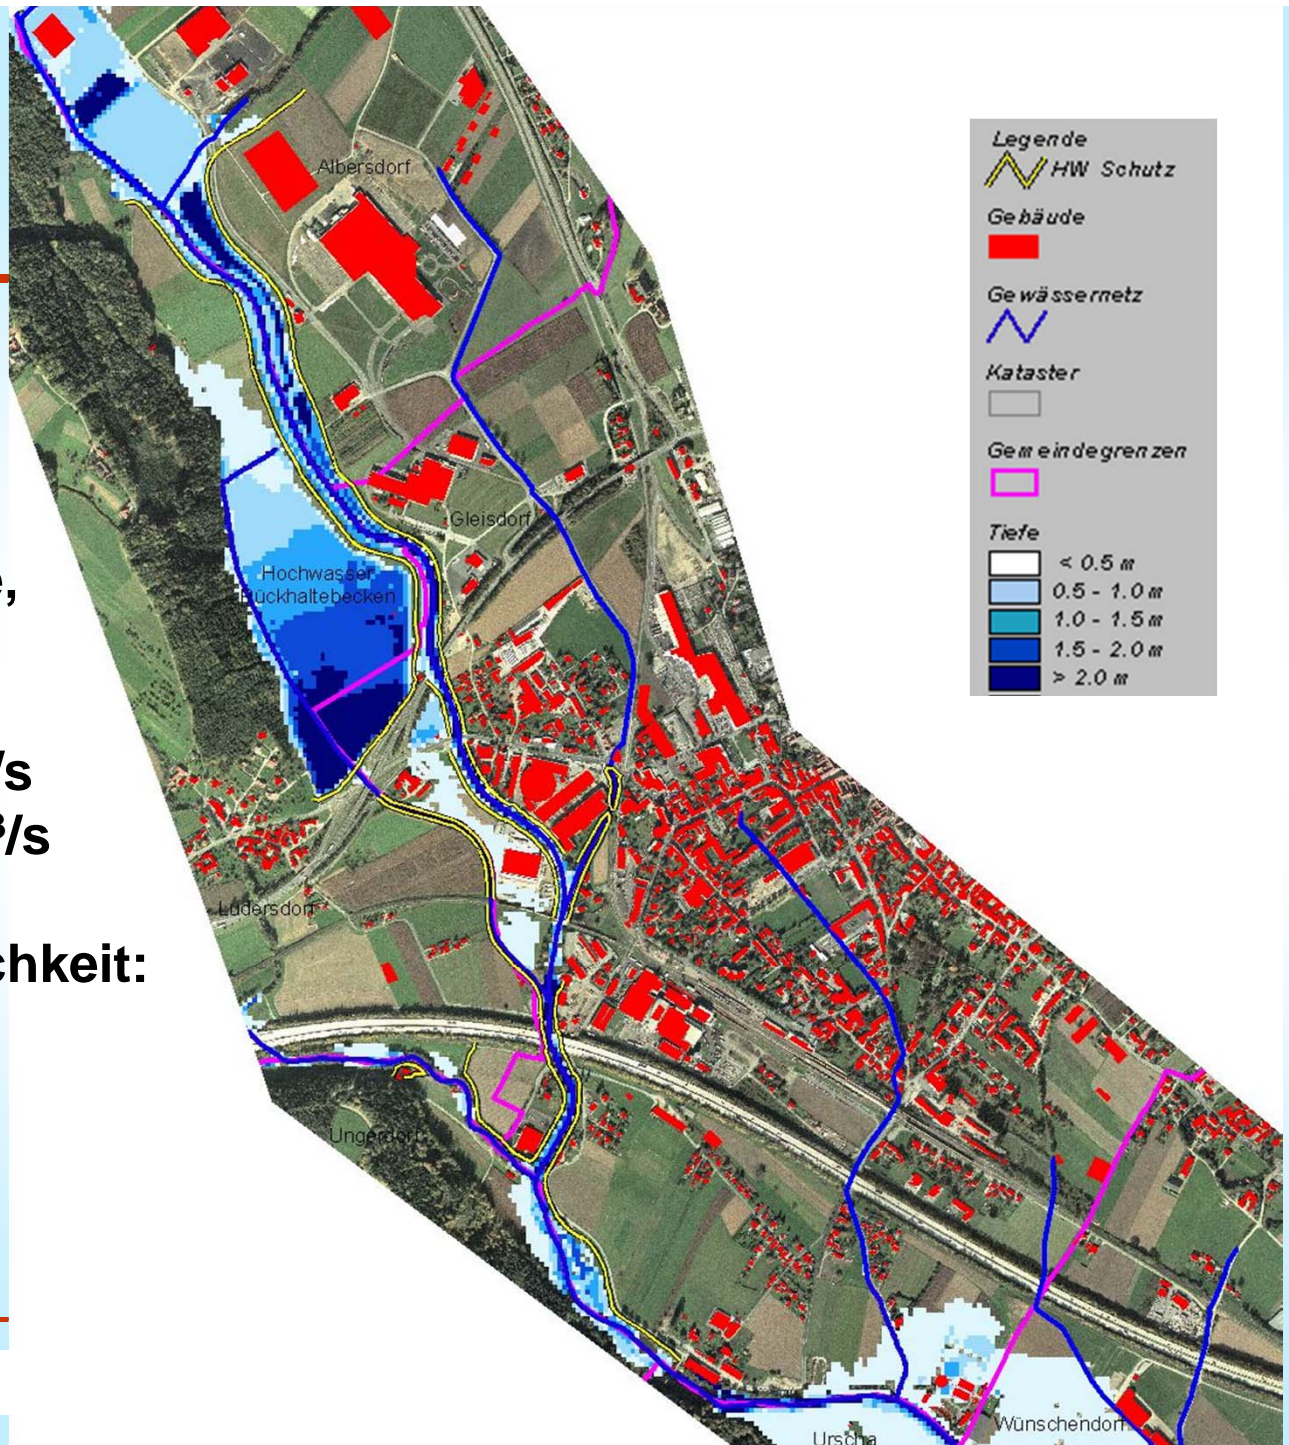 Albersdorf
Gleisdorf
Hochwasser
Rückhaltebecken
Ludersdorf
Ungerdorf
Urscha
Wünschendorf
e,
/s
³/s
chkeit:
Legende
HW Schutz
Gebäude
Gewässernetz
Kataster
Gemeindegrenzen
Tiefe
< 0.5 m
0.5 - 1.0 m
1.0 - 1.5 m
1.5 - 2.0 m
> 2.0 m